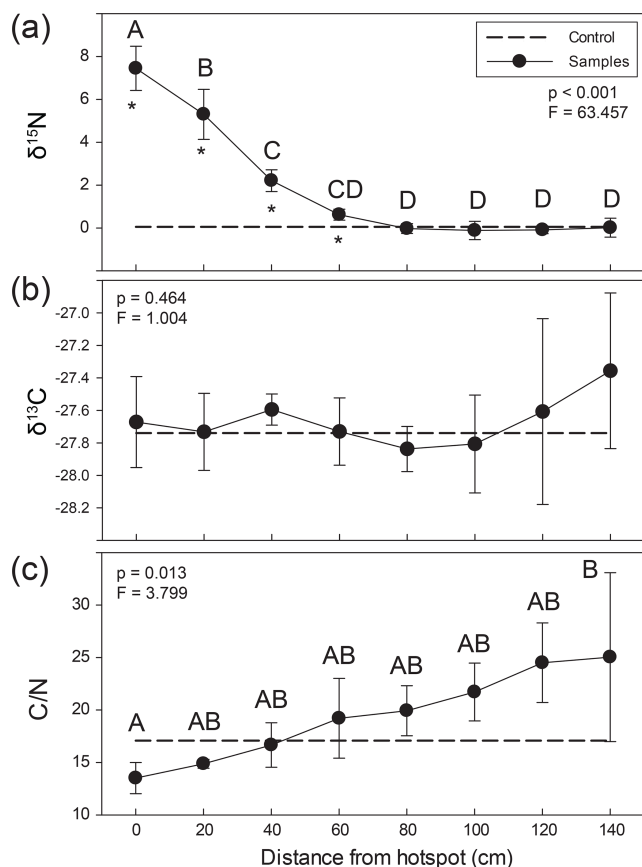 (a)
A
B
C
CD
D
D
D
D
*
*
*
*
Control
Samples
p < 0.001
F = 63.457
8
6
4
2
0
δ15N
(b)
p = 0.464
F = 1.004
-27.0
-27.2
-27.4
-27.6
-27.8
-28.0
-28.2
δ13C
(c)
p = 0.013
F = 3.799
A
AB
AB
AB
AB
AB
AB
B
30
25
20
15
10
C/N
0 20 40 60 80 100 120 140
Distance from hotspot (cm)